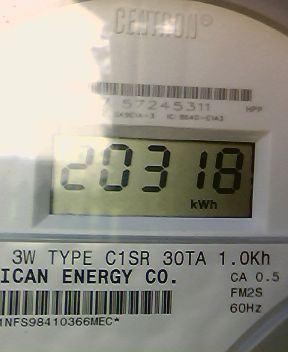 CENTRON®
57245311 HPP
20318
kWh
3W TYPE C1SR 30TA 1.0Kh
ICAN ENERGY CO. CA 0.5
FM2S
60Hz
1NFS98410366MEC*